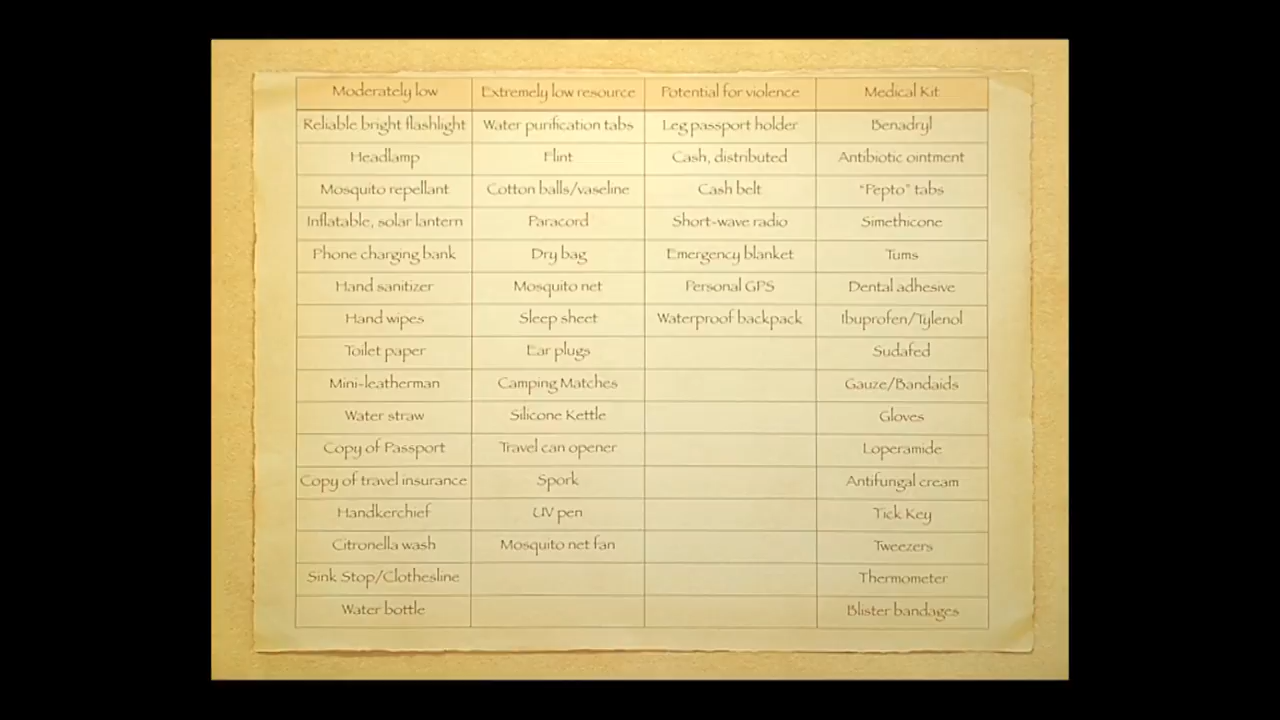 Moderately low Extremely low resource Potential for violence Medical Kit
Reliable bright flashlight Water purification tabs Leg passport holder Benadryl
Headlamp Flint Cash, distributed Antibiotic ointment
Mosquito repellant Cotton balls/vaseline Cash belt "Pepto" tabs
Inflatable, solar lantern Paracord Short-wave radio Simethicone
Phone charging bank Dry bag Emergency blanket Tums
Hand sanitizer Mosquito net Personal GPS Dental adhesive
Hand wipes Sleep sheet Waterproof backpack Ibuprofen/Tylenol
Toilet paper Ear plugs Sudafed
Mini-leatherman Camping Matches Gauze/Bandaids
Water straw Silicone Kettle Gloves
Copy of Passport Travel can opener Loperamide
Copy of travel insurance Spork Antifungal cream
Handkerchief UV pen Tick Key
Citronella wash Mosquito net fan Tweezers
Sink Stop/Clothesline Thermometer
Water bottle Blister bandages